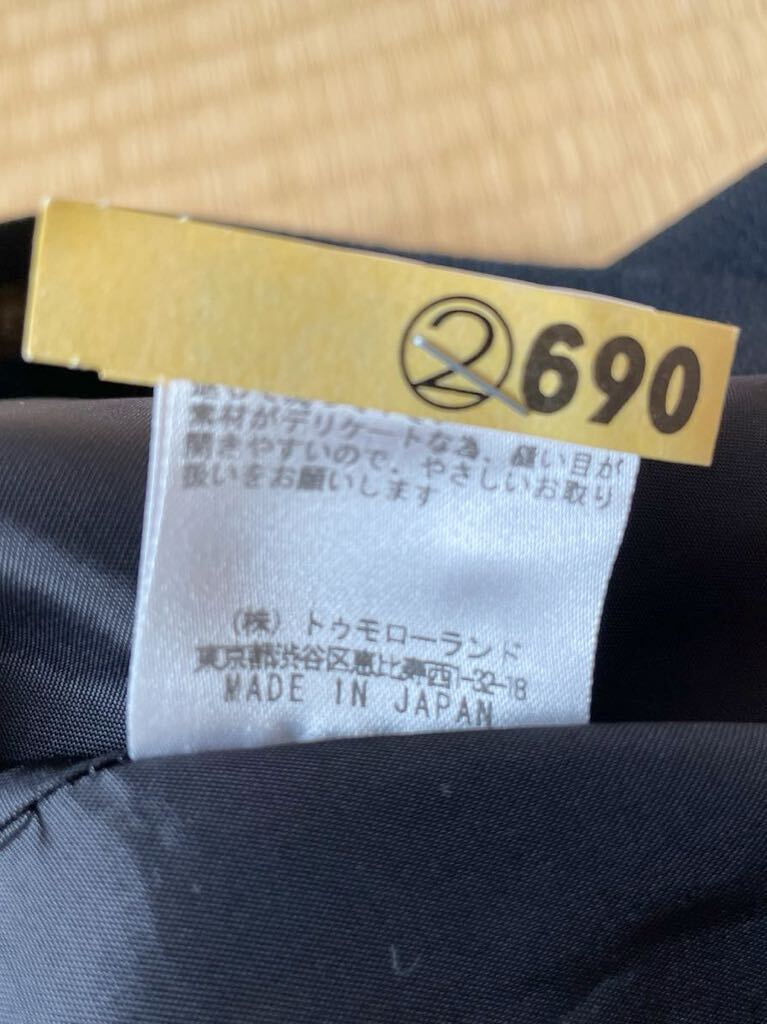 ②690
素材がデリケートな為、縫い目が
開きやすいので、やさしいお取り
扱いをお願いします
(株) トゥモローランド
東京都渋谷区恵比寿西1-32-18
MADE IN JAPAN